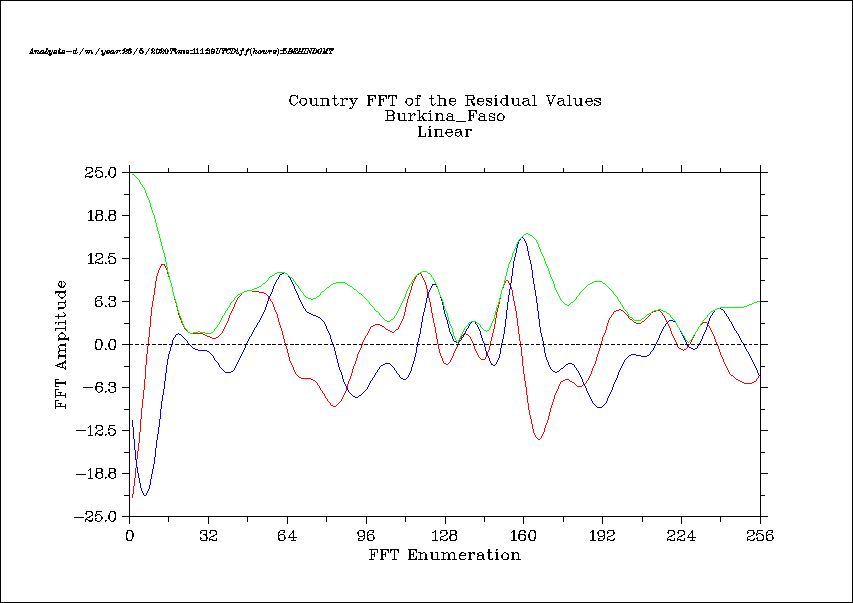 Country FFT of the Residual Values
Burkina_Faso
Linear
25.0
18.8
12.5
6.3
0.0
-6.3
-12.5
-18.8
-25.0
FFT Amplitude
0 32 64 96 128 160 192 224 256
FFT Enumeration